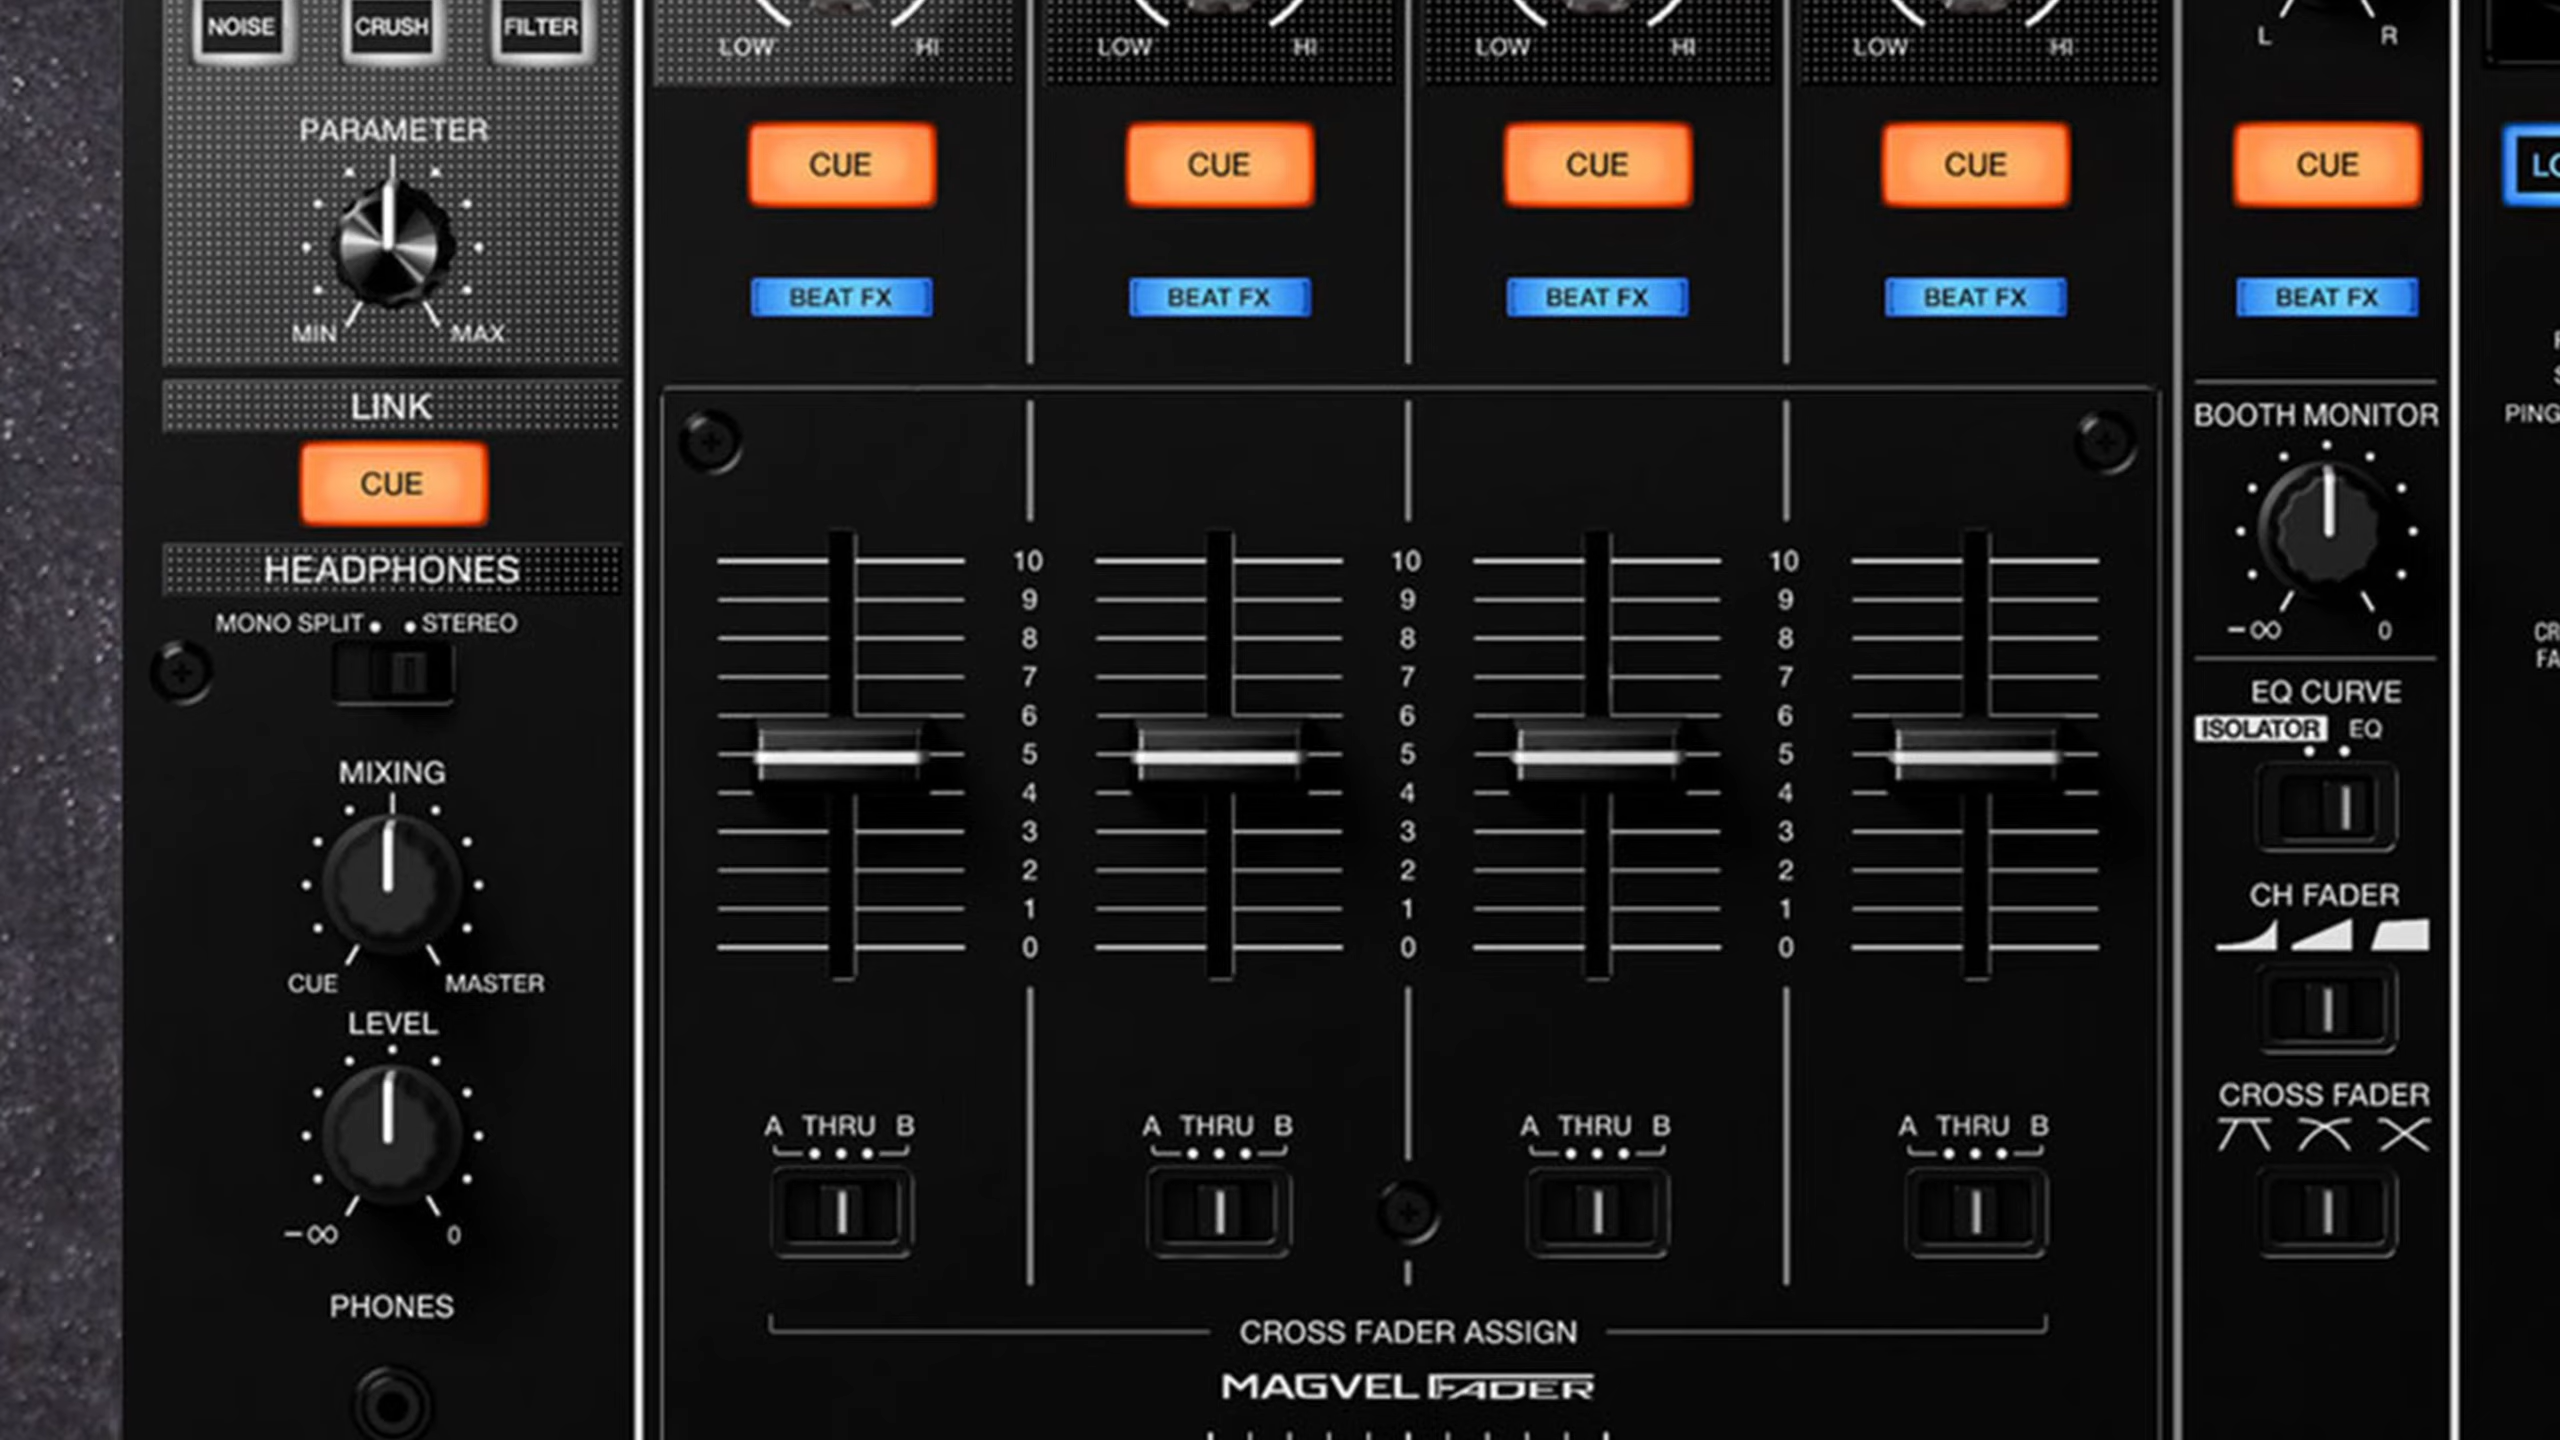 NOISE CRUSH FILTER
LOW HI LOW HI LOW HI LOW HI
L R
PARAMETER
MIN MAX
CUE CUE CUE CUE CUE
BEAT FX BEAT FX BEAT FX BEAT FX BEAT FX
LINK
CUE
HEADPHONES
MONO SPLIT STEREO
MIXING
CUE MASTER
LEVEL
-∞ 0
PHONES
10 10 10
9 9 9
8 8 8
7 7 7
6 6 6
5 5 5
4 4 4
3 3 3
2 2 2
1 1 1
0 0 0
A THRU B A THRU B A THRU B A THRU B
CROSS FADER ASSIGN
MAGVEL FADER
BOOTH MONITOR
-∞ 0
EQ CURVE
ISOLATOR EQ
CH FADER
CROSS FADER
PING